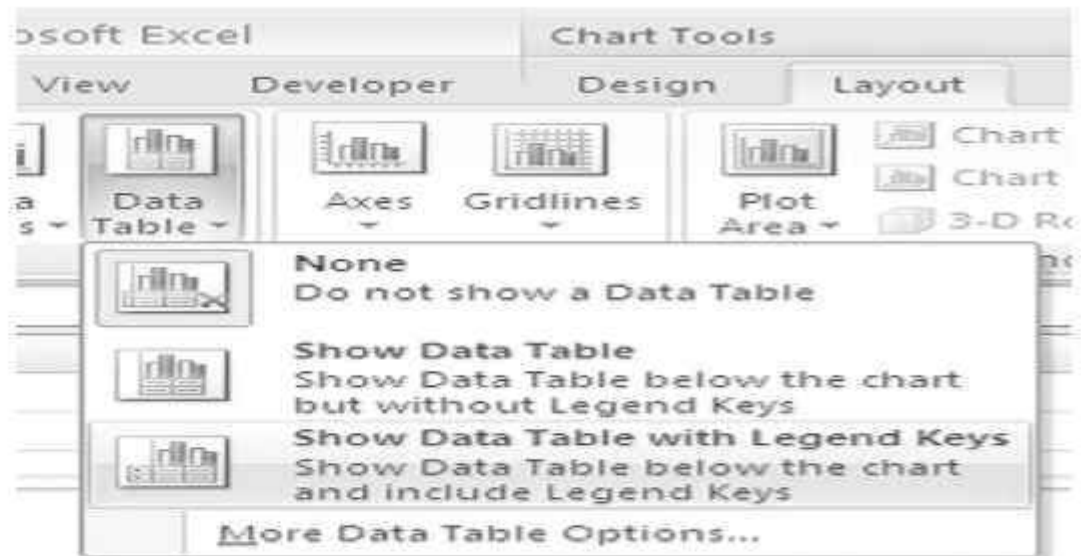 osoft Excel
Chart Tools
View Developer Design Layout
a
s
Data
Table
Axes
Gridlines
Plot
Area
Chart
Chart
3-D Ro
None
Do not show a Data Table
Show Data Table
Show Data Table below the chart
but without Legend Keys
Show Data Table with Legend Keys
Show Data Table below the chart
and include Legend Keys
More Data Table Options...